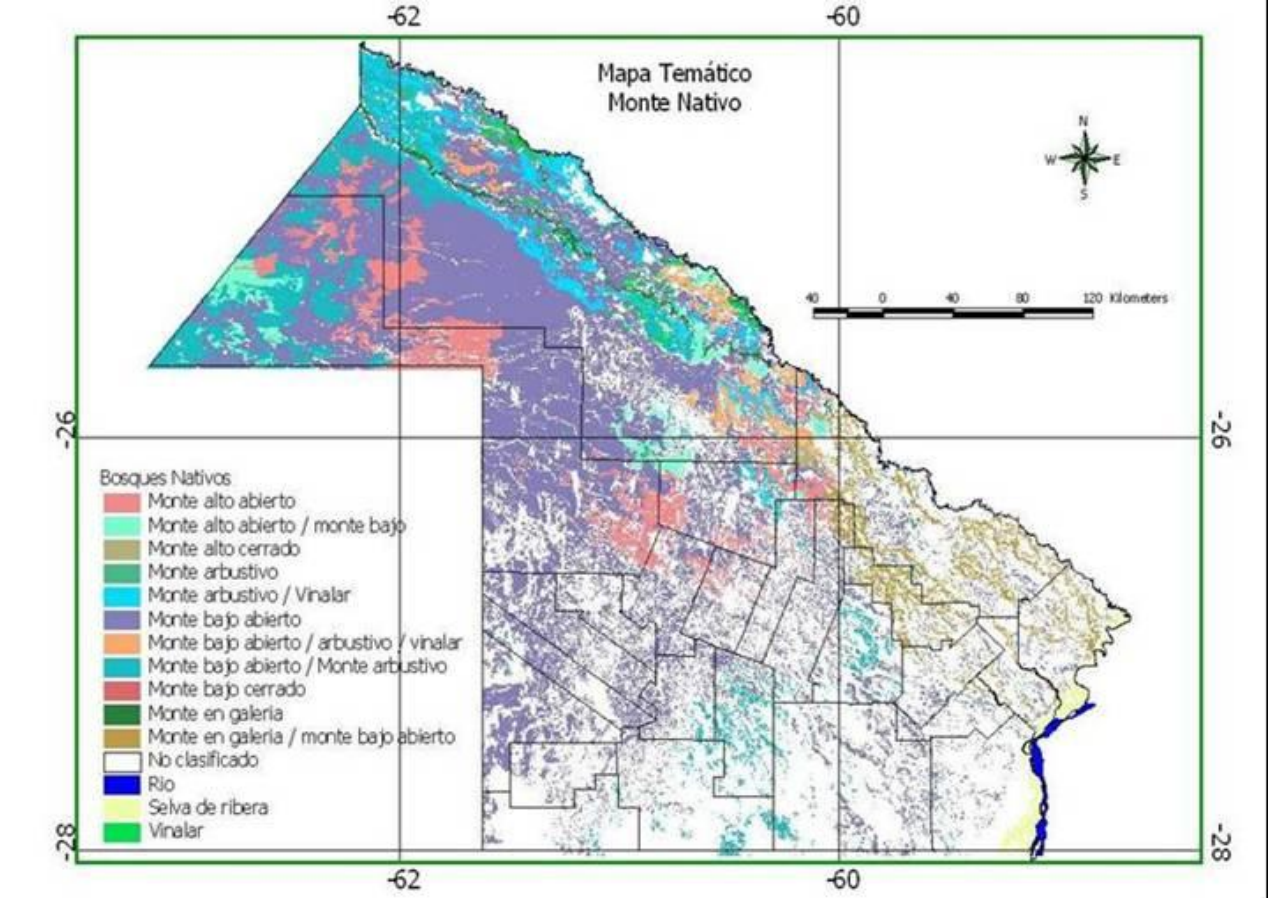 -62
-60
Mapa Temático
Monte Nativo
N
W
E
S
40
0
40
80
120 Kilometers
-26
-26
Bosques Nativos
Monte alto abierto
Monte alto abierto / monte bajo
Monte alto cerrado
Monte arbustivo
Monte arbustivo / Vinalar
Monte bajo abierto
Monte bajo abierto / arbustivo / vinalar
Monte bajo abierto / Monte arbustivo
Monte bajo cerrado
Monte en galeria
Monte en galeria / monte bajo abierto
No clasificado
Rio
Selva de ribera
Vinalar
-28
-28
-62
-60